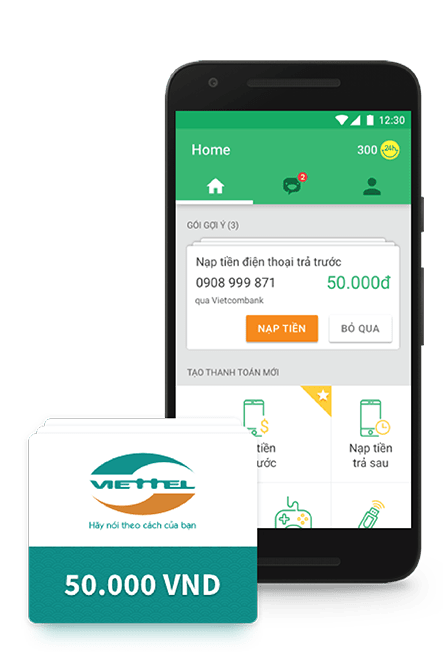 12:30
Home
300
24h
2
GÓI GỢI Ý (3)
Nạp tiền điện thoại trả trước
0908 999 871
50.000đ
qua Vietcombank
NẠP TIỀN
BỎ QUA
TẠO THANH TOÁN MỚI
tiền
ước
Nạp tiền
trả sau
VIETTEL
Hãy nói theo cách của bạn
50.000 VND